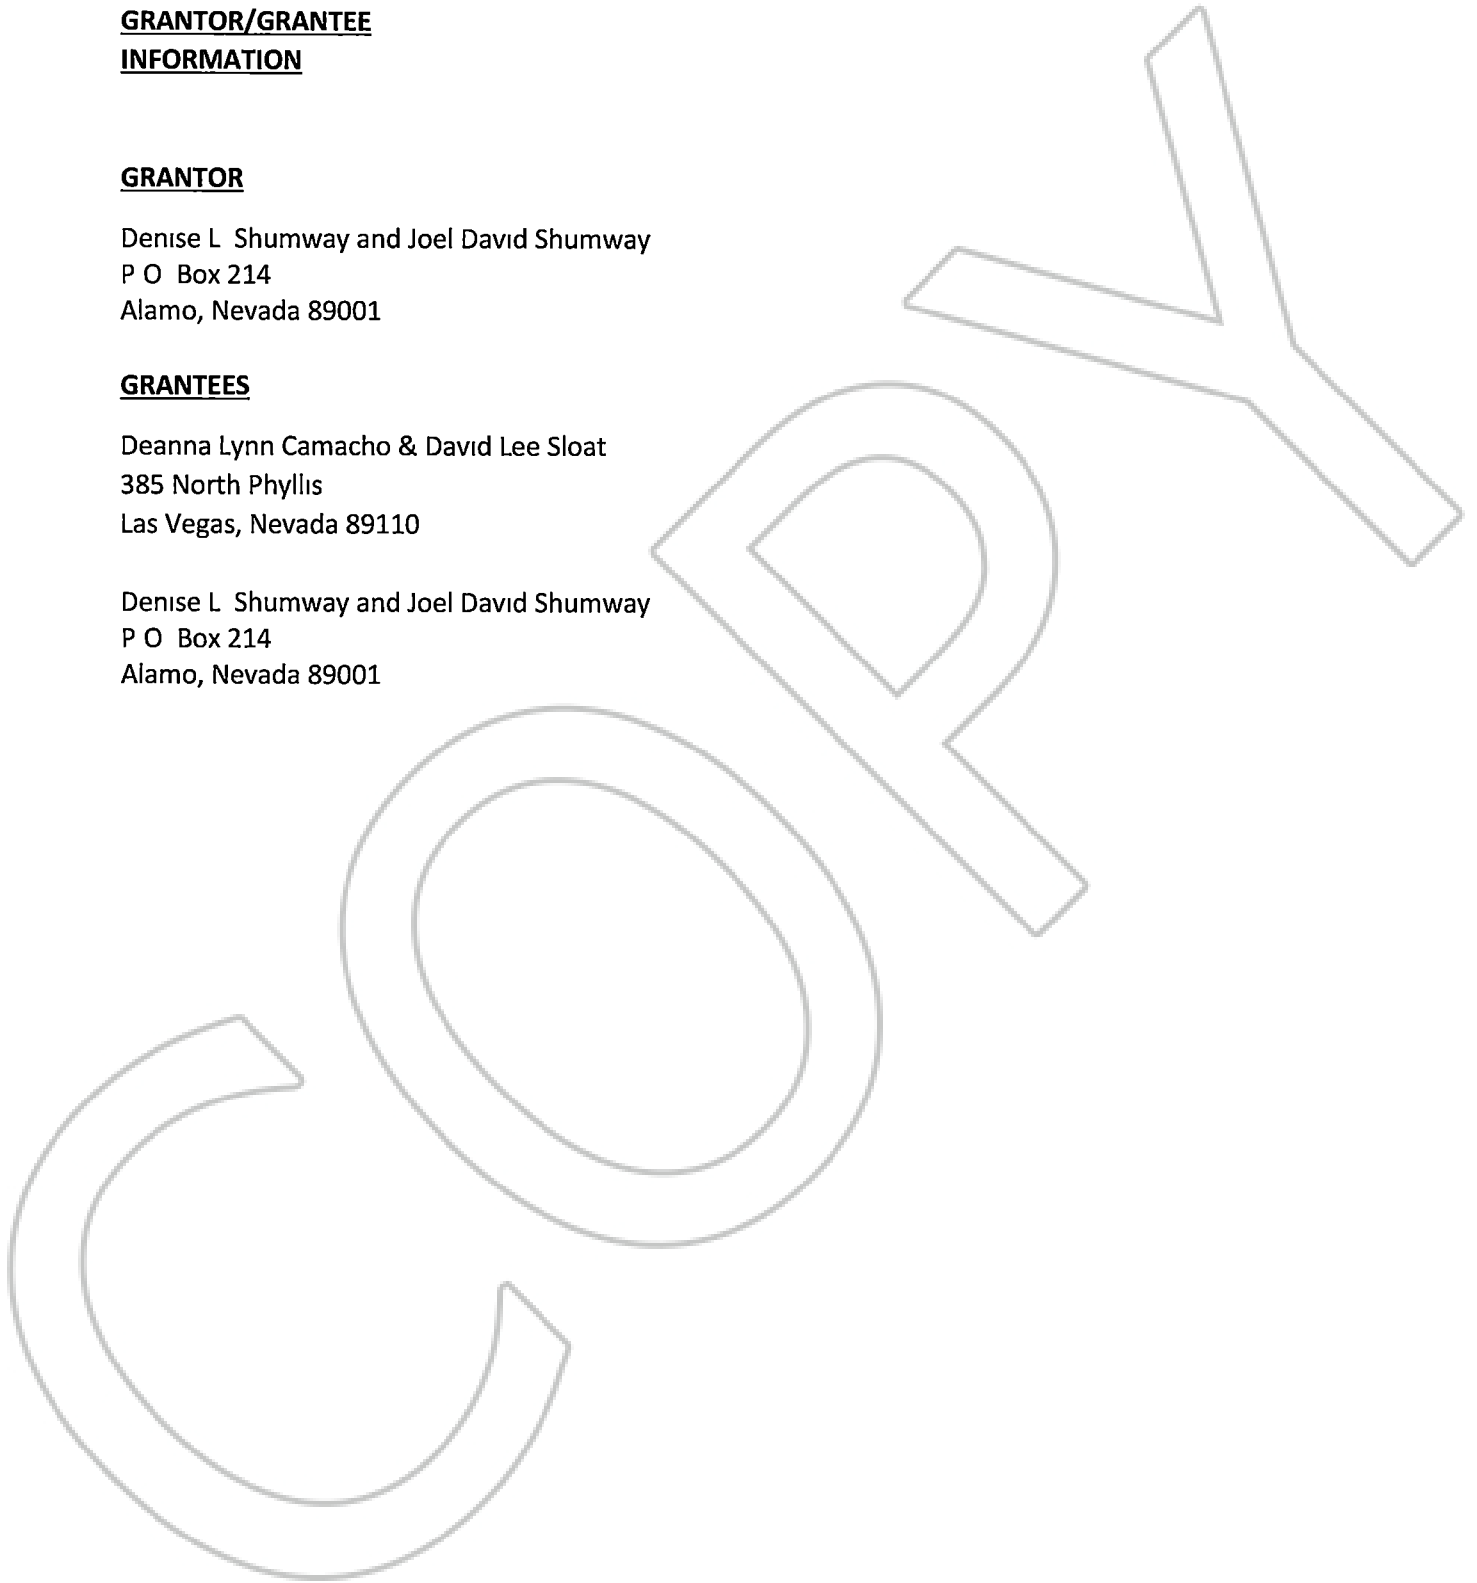 GRANTOR/GRANTEE
INFORMATION
GRANTOR
Denise L Shumway and Joel David Shumway
P O Box 214
Alamo, Nevada 89001
GRANTEES
Deanna Lynn Camacho & David Lee Sloat
385 North Phyllis
Las Vegas, Nevada 89110
Denise L Shumway and Joel David Shumway
P O Box 214
Alamo, Nevada 89001
COPY